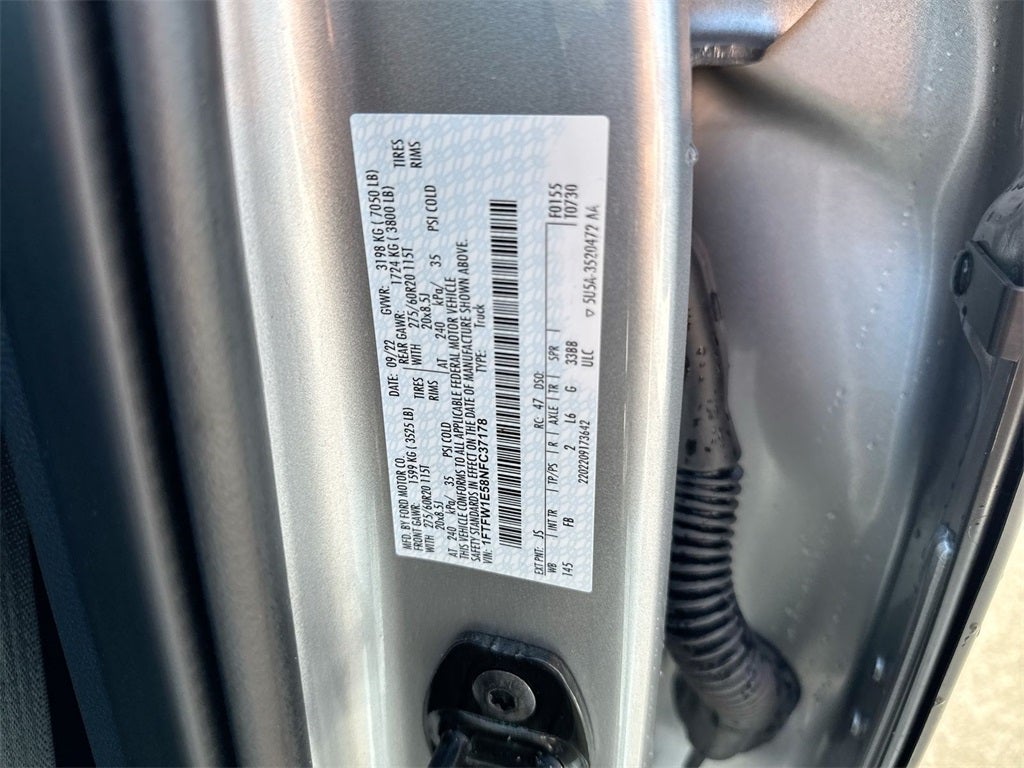 MFD. BY FORD MOTOR CO. DATE: 09/22 GVWR: 3198 KG ( 7050 LB)
FRONT GAWR: 1599 KG ( 3525 LB) REAR GAWR: 1724 KG ( 3800 LB)
WITH 275/60R20 115T TIRES WITH 275/60R20 115T TIRES
20x8.5J RIMS 20x8.5J RIMS
AT 240 kPa/ 35 PSI COLD AT 240 kPa/ 35 PSI COLD
THIS VEHICLE CONFORMS TO ALL APPLICABLE FEDERAL MOTOR VEHICLE
SAFETY STANDARDS IN EFFECT ON THE DATE OF MANUFACTURE SHOWN ABOVE.
VIN: 1FTFW1E58NFC37178 TYPE: Truck
EXT PNT: JS RC: 47 DSO: F0155
WB INT TR TP/PS R AXLE TR SPR T0730
145 FB 2 L6 G 33BB
2202209173642 ULC ▽ 5U5A-3520472 AA